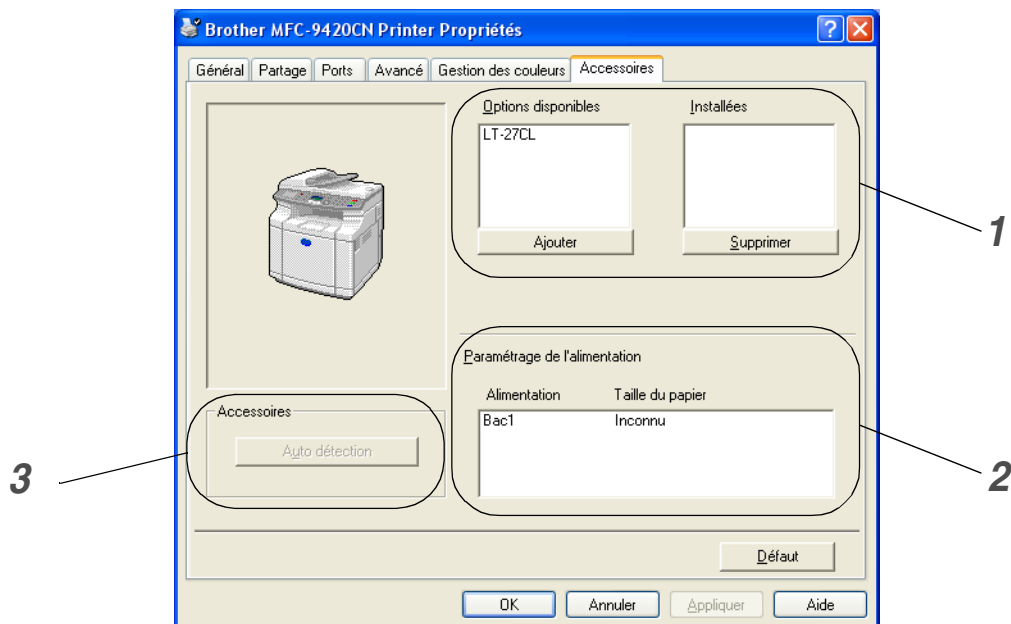 Brother MFC-9420CN Printer Propriétés
Général Partage Ports Avancé Gestion des couleurs Accessoires
Options disponibles Installées
LT-27CL
Ajouter Supprimer
1
Paramétrage de l'alimentation
Alimentation Taille du papier
Bac1 Inconnu
2
Accessoires
Auto détection
3
Défaut
OK Annuler Appliquer Aide